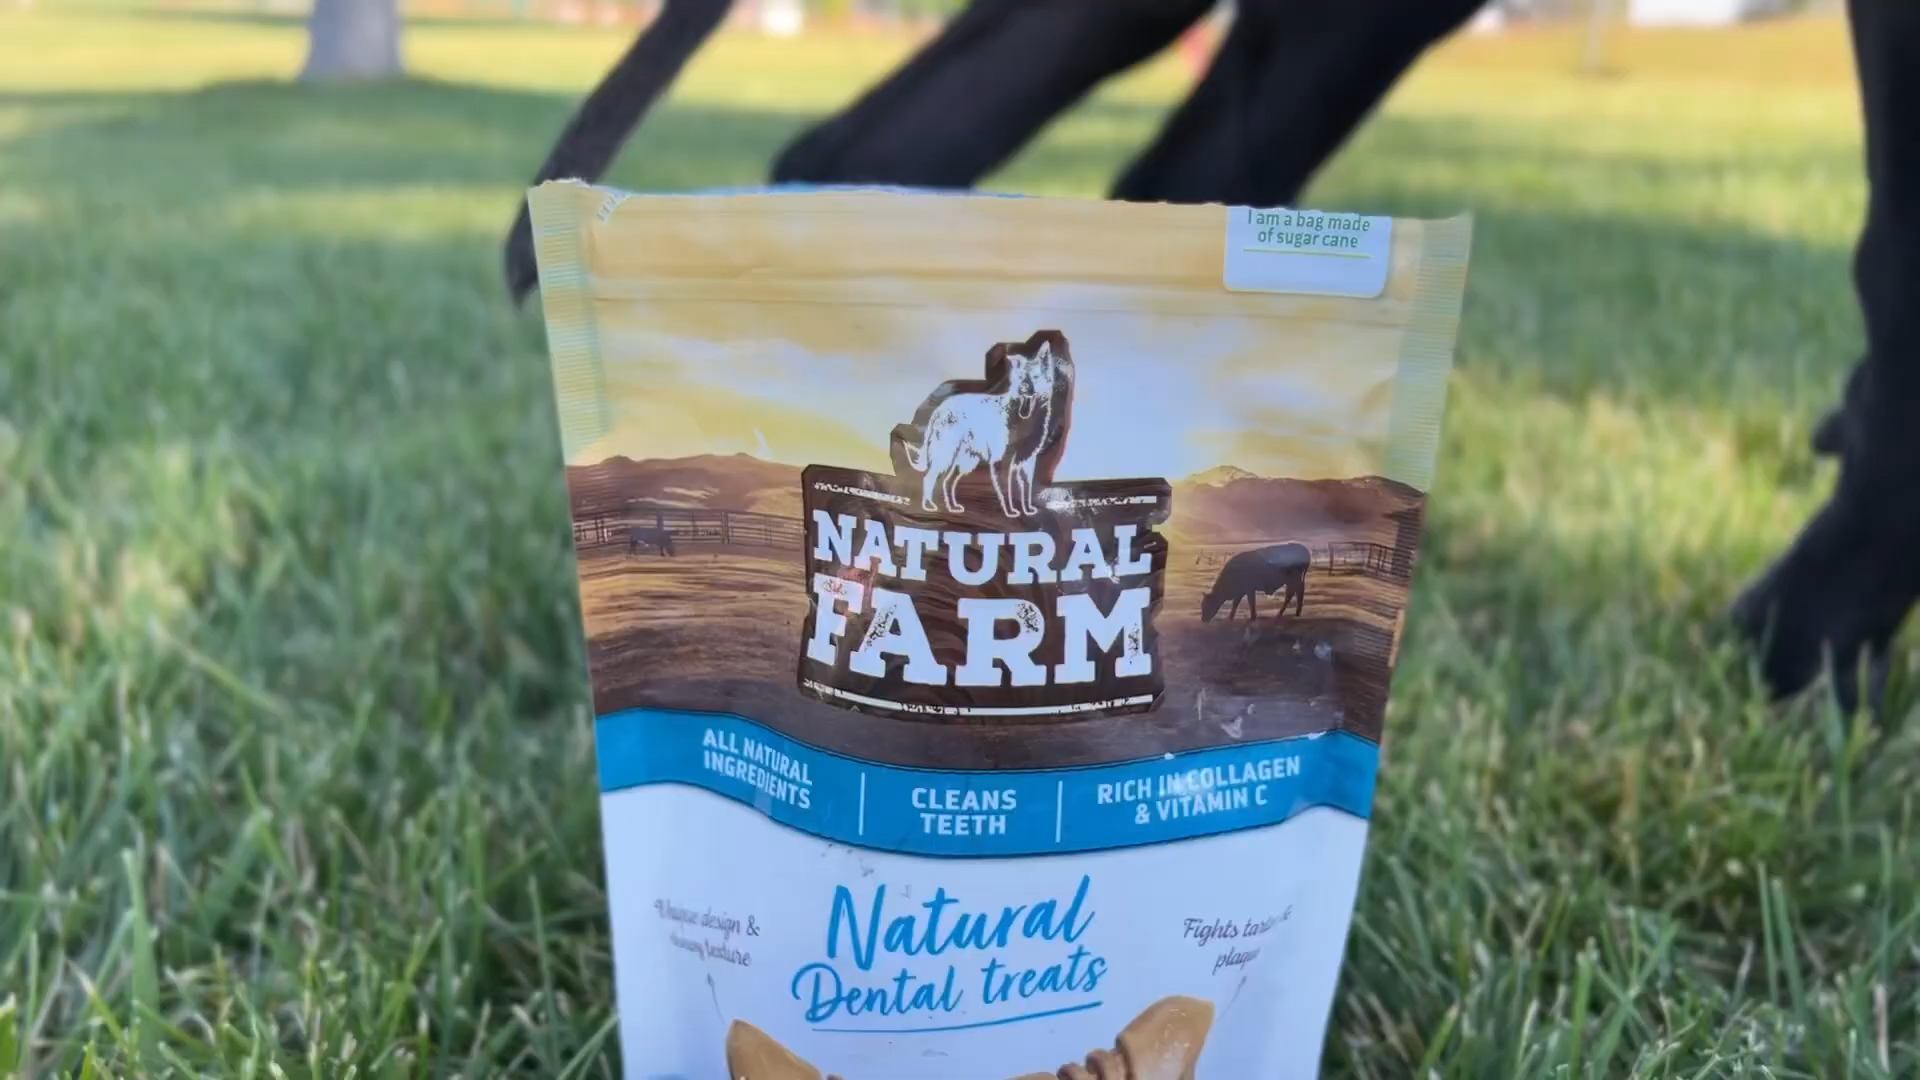 I am a bag made
of sugar cane
NATURAL
FARM
ALL NATURAL
INGREDIENTS
CLEANS
TEETH
RICH IN COLLAGEN
& VITAMIN C
Natural
Dental treats
Unique design &
texture
Fights
plaque